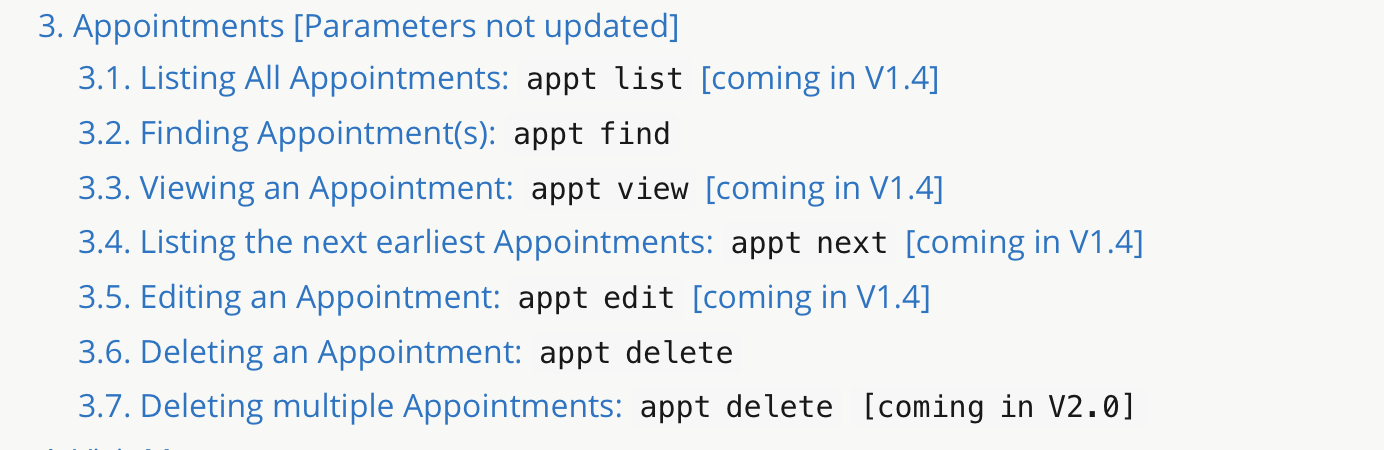 3. Appointments [Parameters not updated]
3.1. Listing All Appointments: appt list [coming in V1.4]
3.2. Finding Appointment(s): appt find
3.3. Viewing an Appointment: appt view [coming in V1.4]
3.4. Listing the next earliest Appointments: appt next [coming in V1.4]
3.5. Editing an Appointment: appt edit [coming in V1.4]
3.6. Deleting an Appointment: appt delete
3.7. Deleting multiple Appointments: appt delete [coming in V2.0]